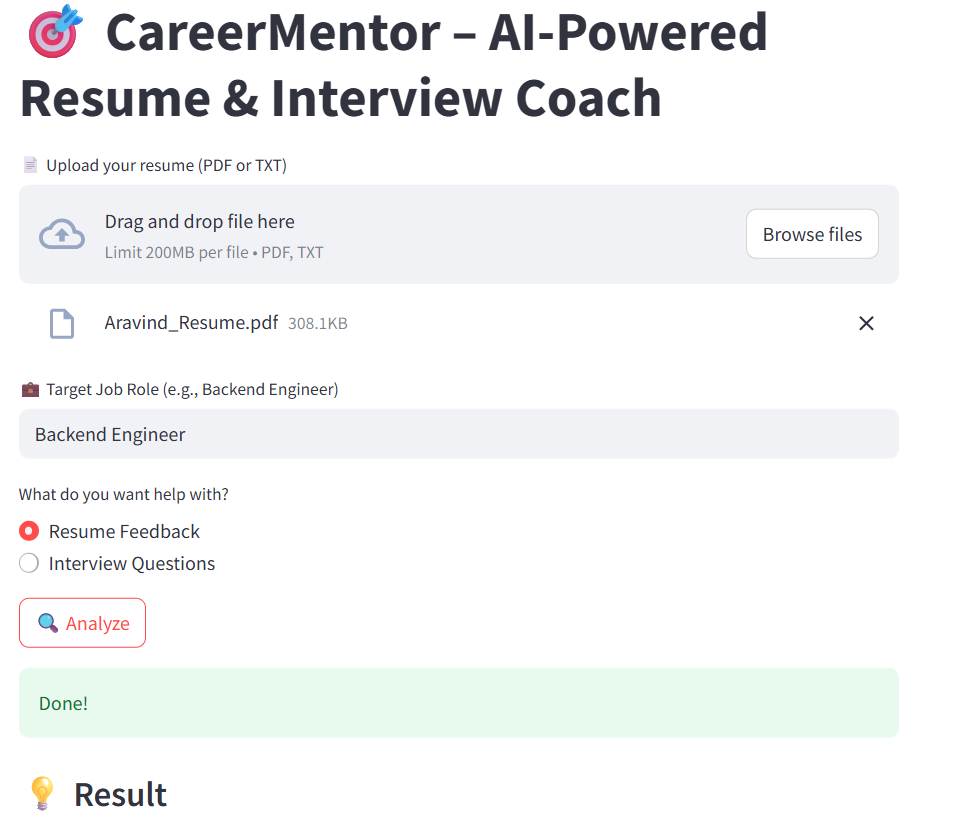 CareerMentor – AI-Powered
Resume & Interview Coach
Upload your resume (PDF or TXT)
Drag and drop file here
Limit 200MB per file • PDF, TXT
Browse files
Aravind_Resume.pdf 308.1KB
Target Job Role (e.g., Backend Engineer)
Backend Engineer
What do you want help with?
Resume Feedback
Interview Questions
Analyze
Done!
Result